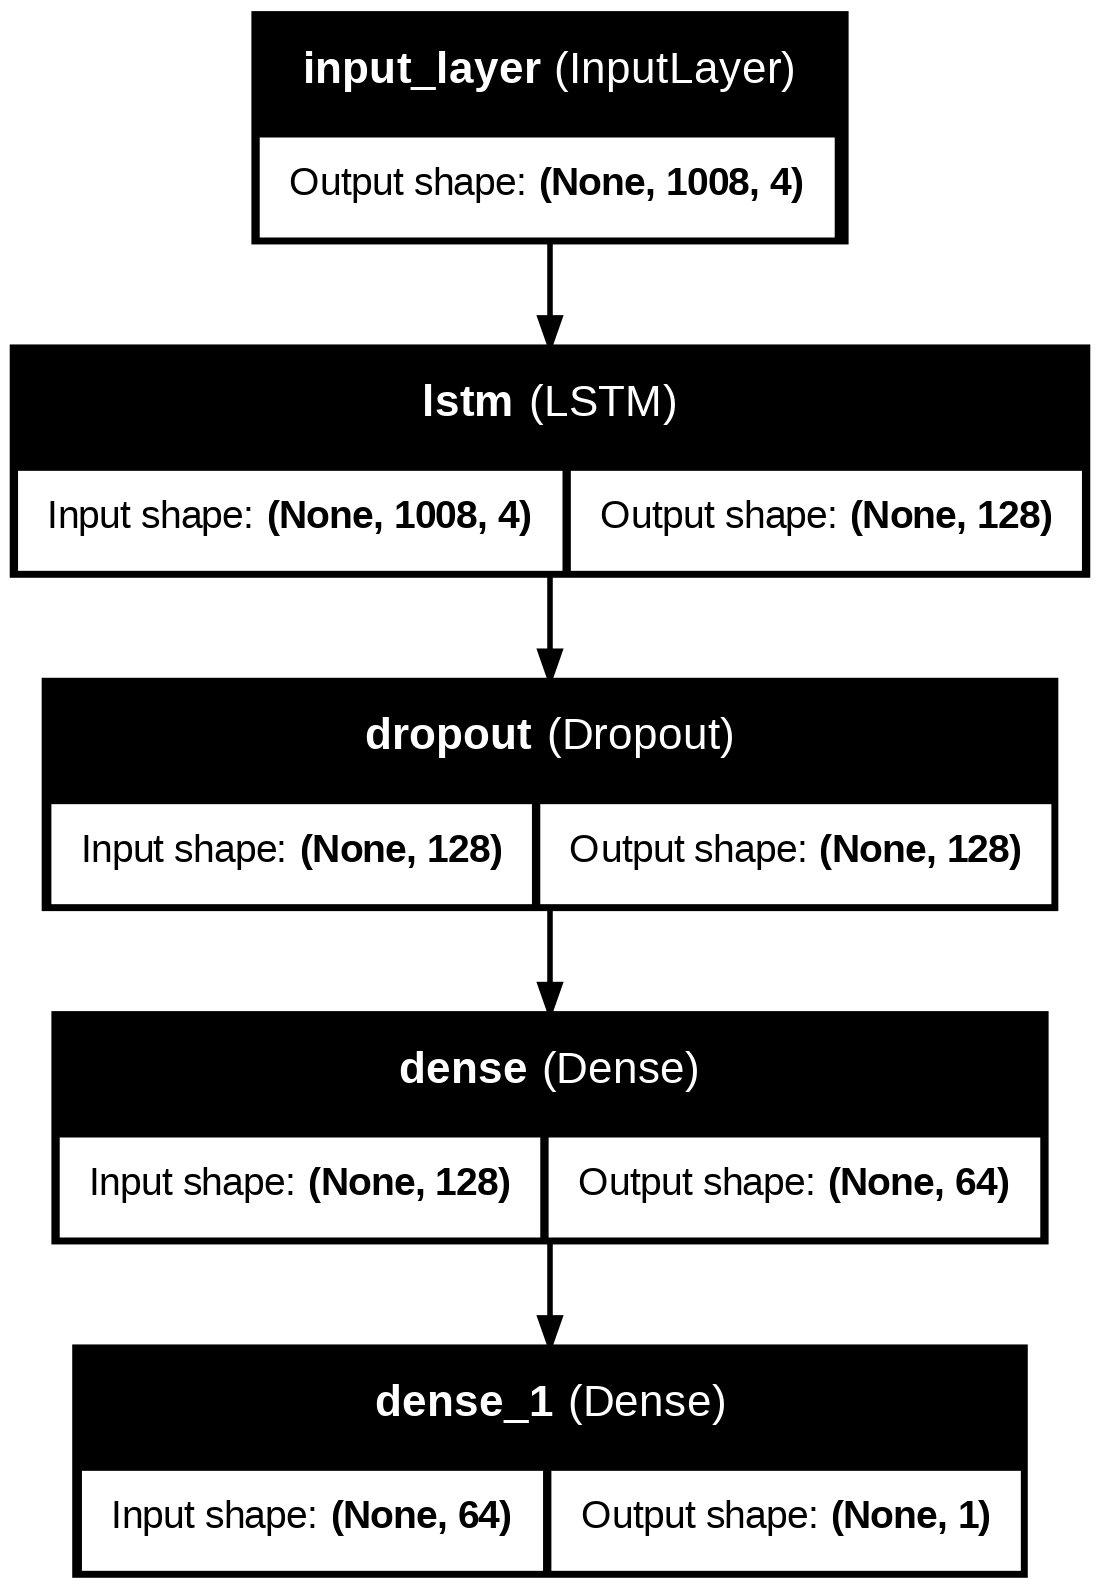 input_layer (InputLayer)
Output shape: (None, 1008, 4)
lstm (LSTM)
Input shape: (None, 1008, 4) Output shape: (None, 128)
dropout (Dropout)
Input shape: (None, 128) Output shape: (None, 128)
dense (Dense)
Input shape: (None, 128) Output shape: (None, 64)
dense_1 (Dense)
Input shape: (None, 64) Output shape: (None, 1)